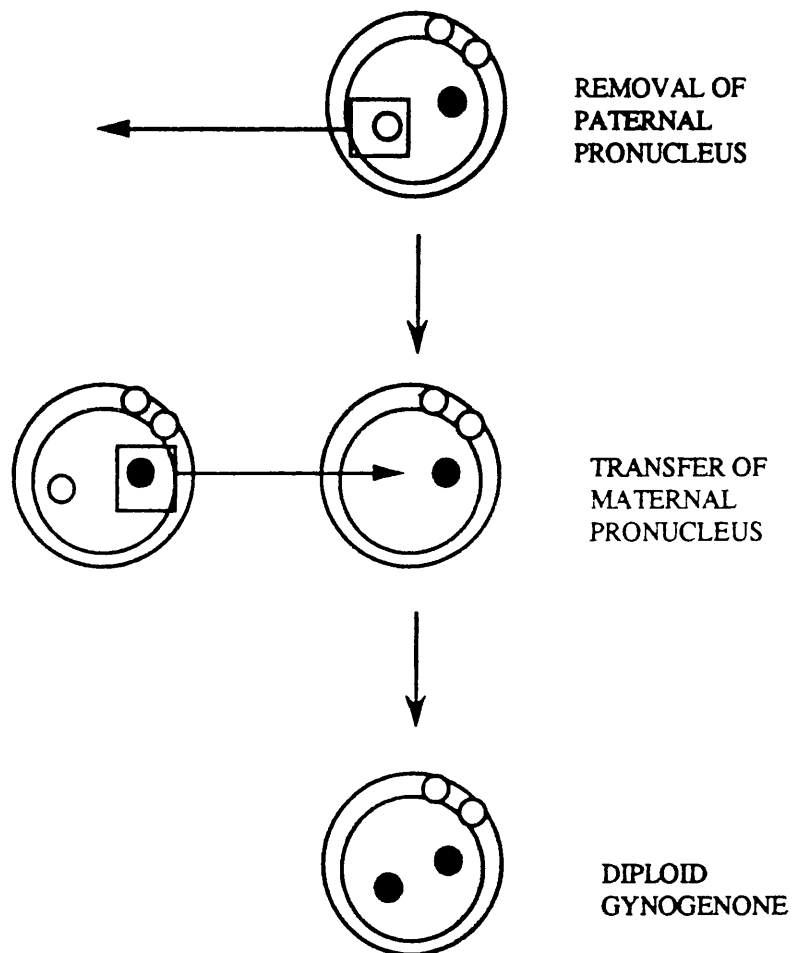 REMOVAL OF
PATERNAL
PRONUCLEUS
TRANSFER OF
MATERNAL
PRONUCLEUS
DIPLOID
GYNOGENONE